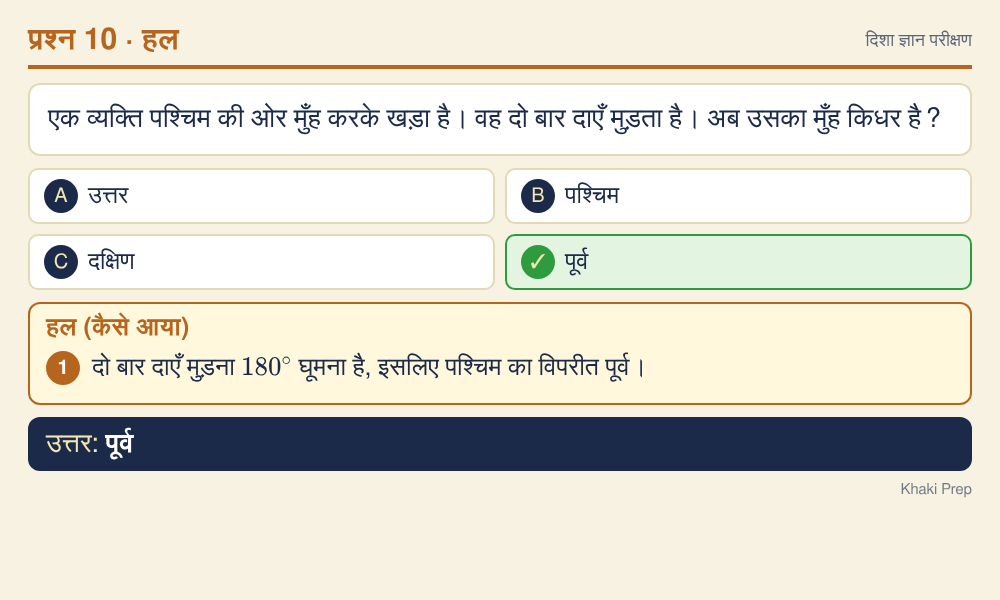 प्रश्न 10 · हल
दिशा ज्ञान परीक्षण
एक व्यक्ति पश्चिम की ओर मुँह करके खड़ा है। वह दो बार दाएँ मुड़ता है। अब उसका मुँह किधर है ?
A उत्तर
B पश्चिम
C दक्षिण
✓ पूर्व
हल (कैसे आया)
1 दो बार दाएँ मुड़ना 180° घूमना है, इसलिए पश्चिम का विपरीत पूर्व।
उत्तर: पूर्व
Khaki Prep